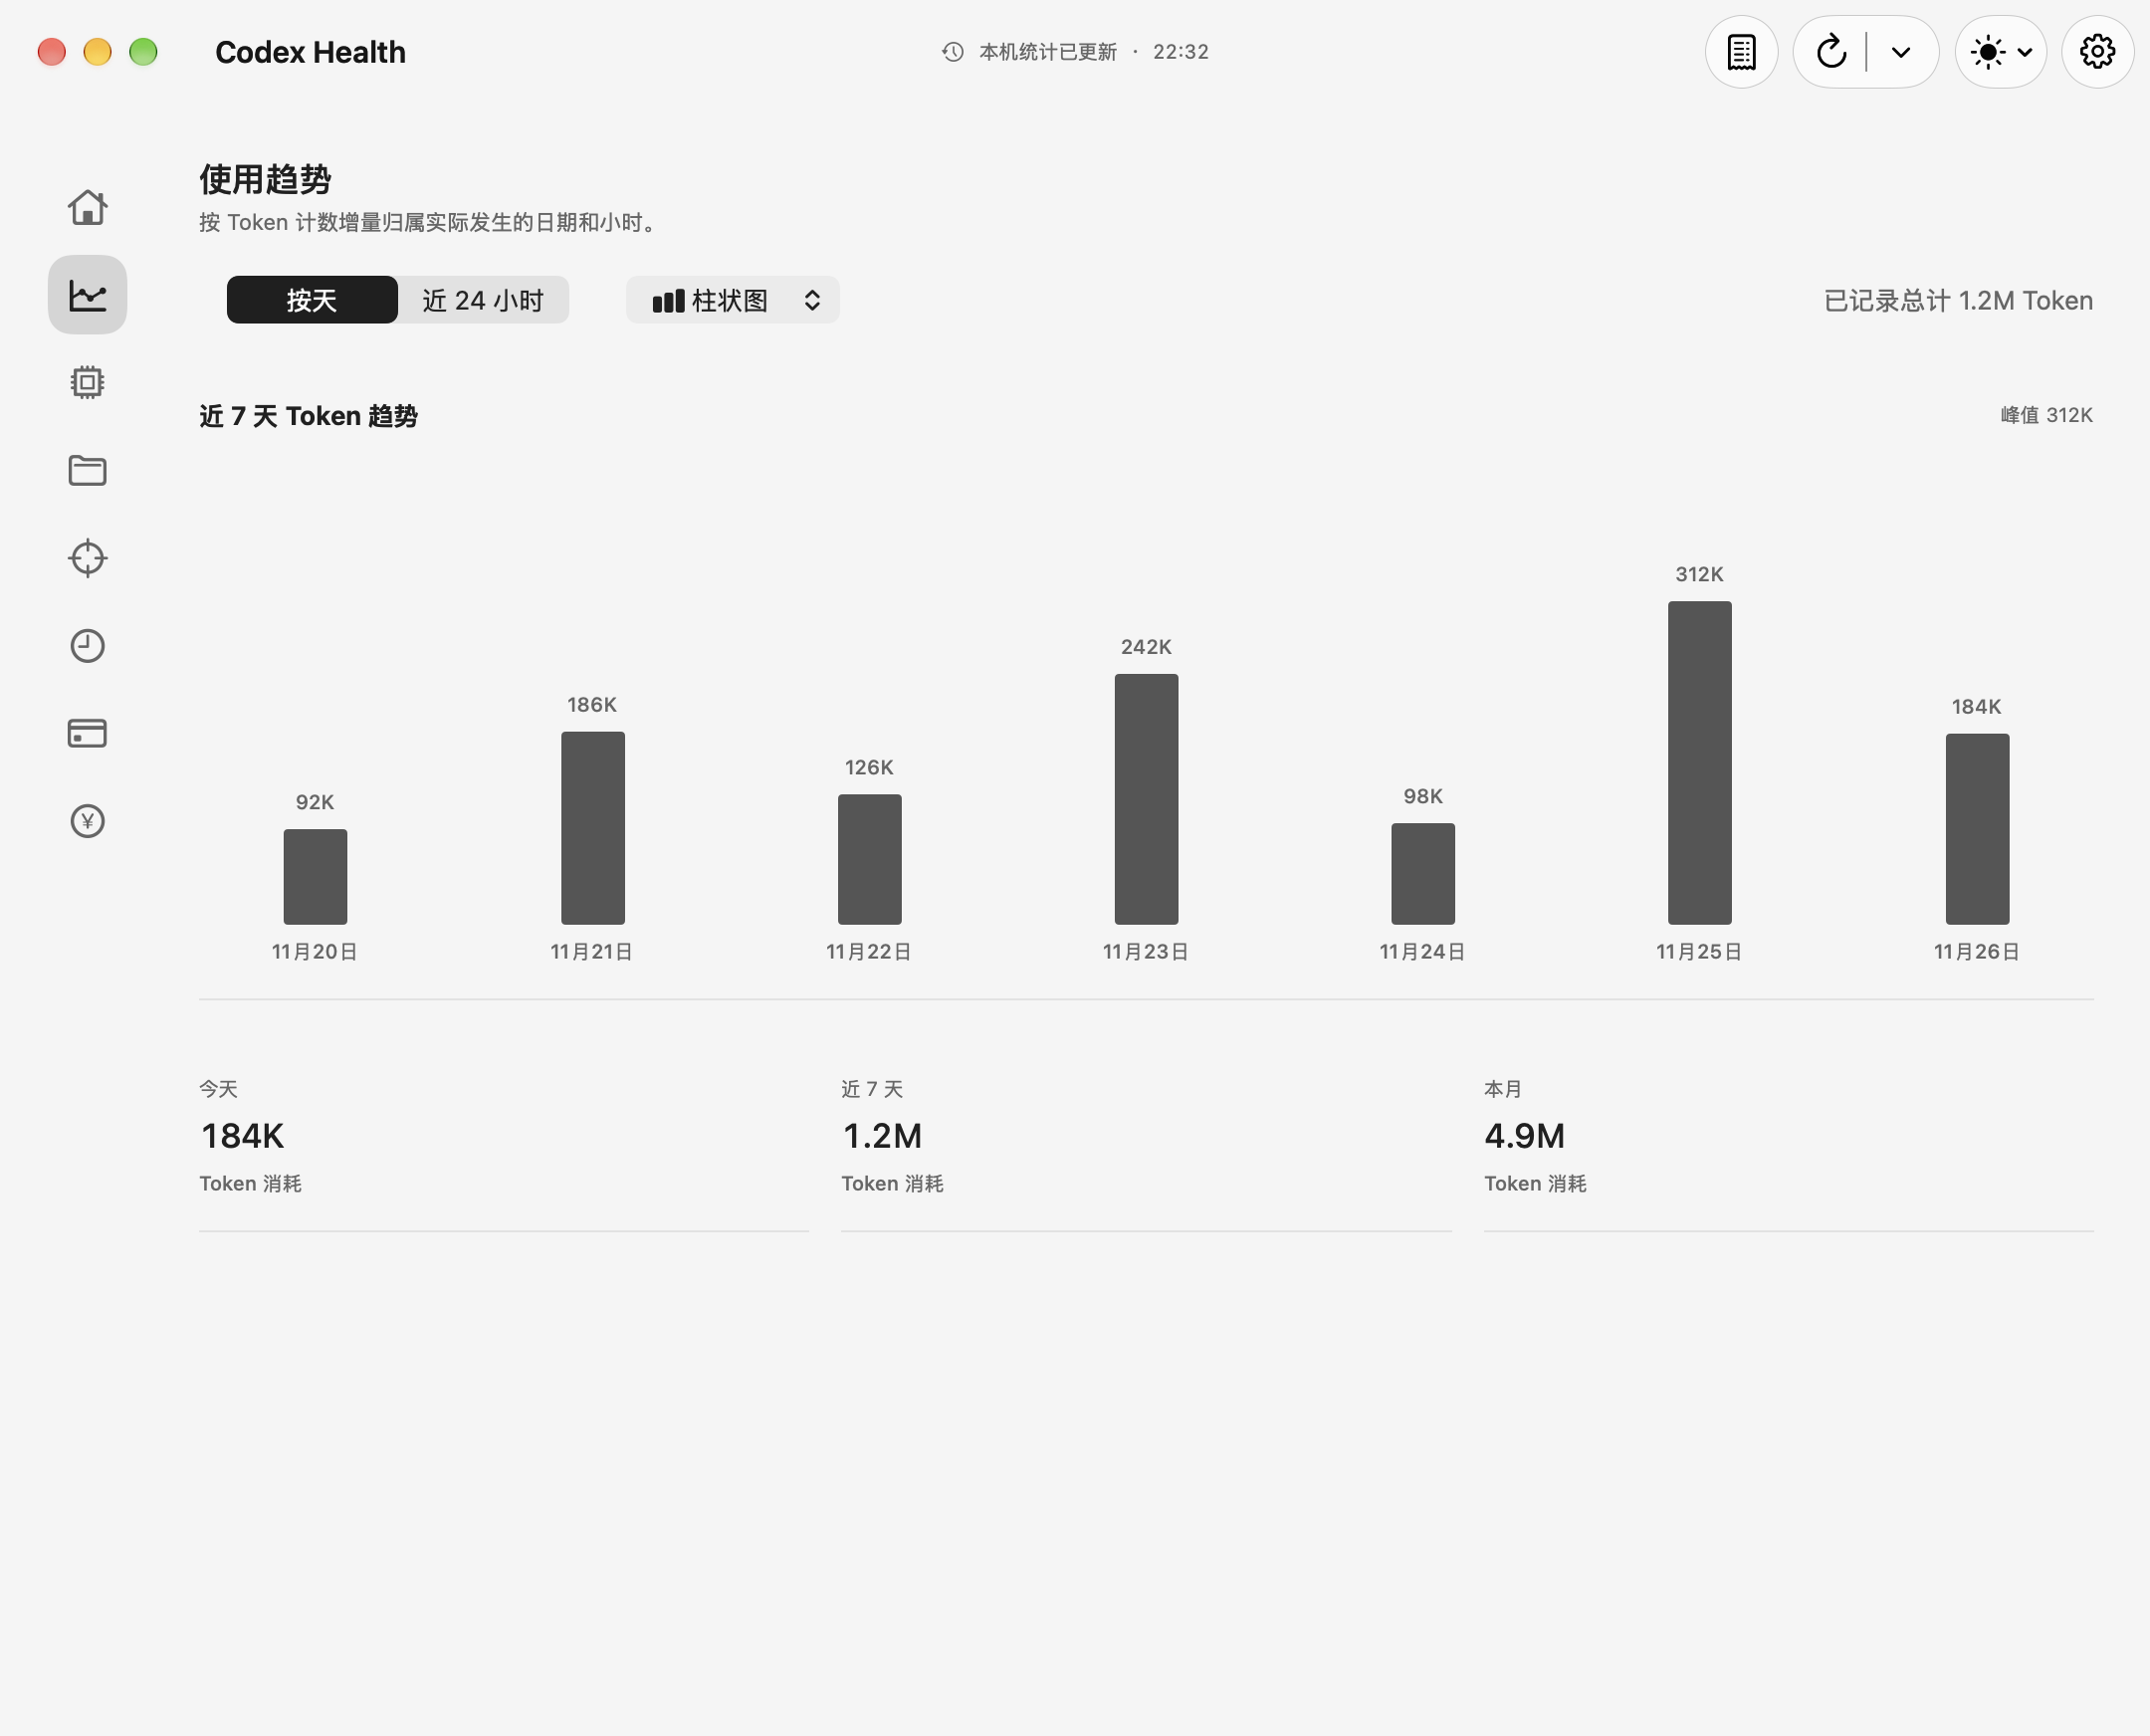 Codex Health
本机统计已更新 · 22:32
使用趋势
按 Token 计数增量归属实际发生的日期和小时。
按天
近 24 小时
柱状图
已记录总计 1.2M Token
近 7 天 Token 趋势
峰值 312K
92K
186K
126K
242K
98K
312K
184K
11月20日
11月21日
11月22日
11月23日
11月24日
11月25日
11月26日
今天
184K
Token 消耗
近 7 天
1.2M
Token 消耗
本月
4.9M
Token 消耗
¥